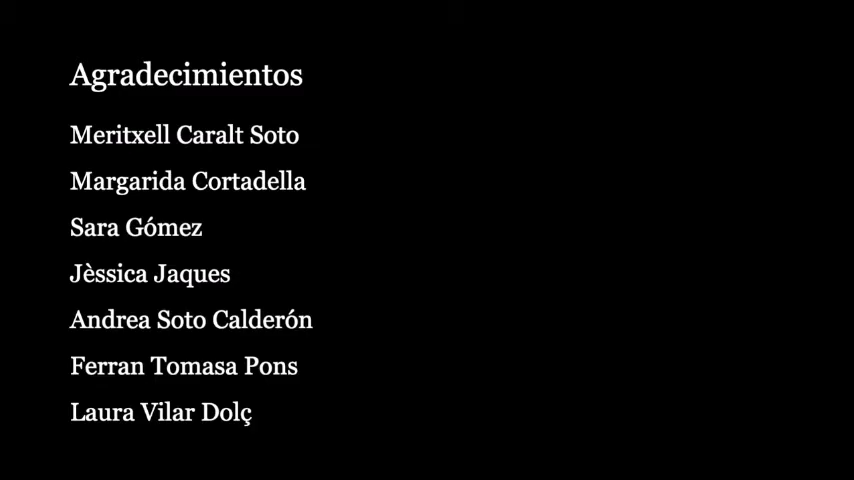 Agradecimientos
Meritxell Caralt Soto
Margarida Cortadella
Sara Gómez
Jèssica Jaques
Andrea Soto Calderón
Ferran Tomasa Pons
Laura Vilar Dolç